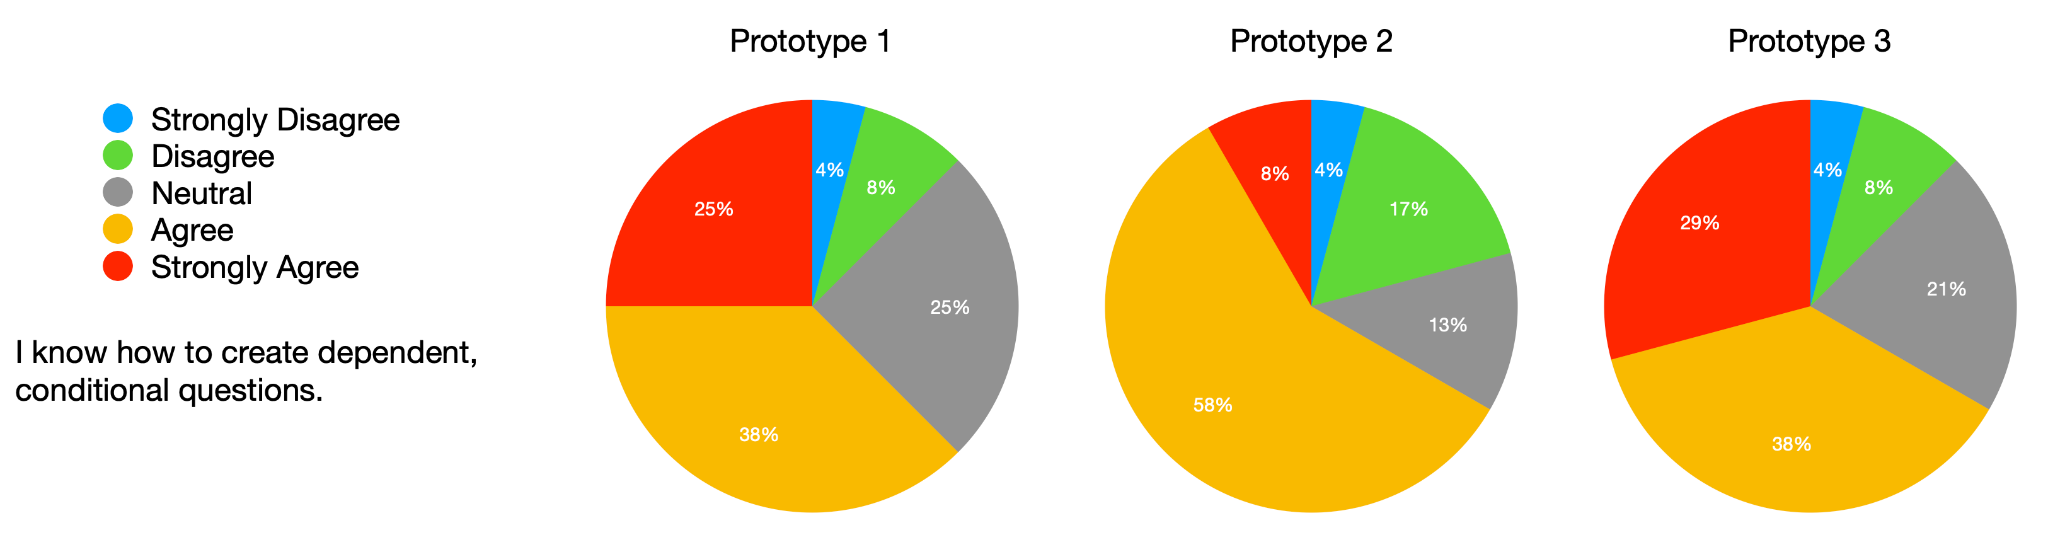 Prototype 1
Prototype 2
Prototype 3
Strongly Disagree
Disagree
Neutral
Agree
Strongly Agree
I know how to create dependent,
conditional questions.
4%
8%
25%
38%
25%
4%
17%
13%
58%
8%
4%
8%
21%
38%
29%